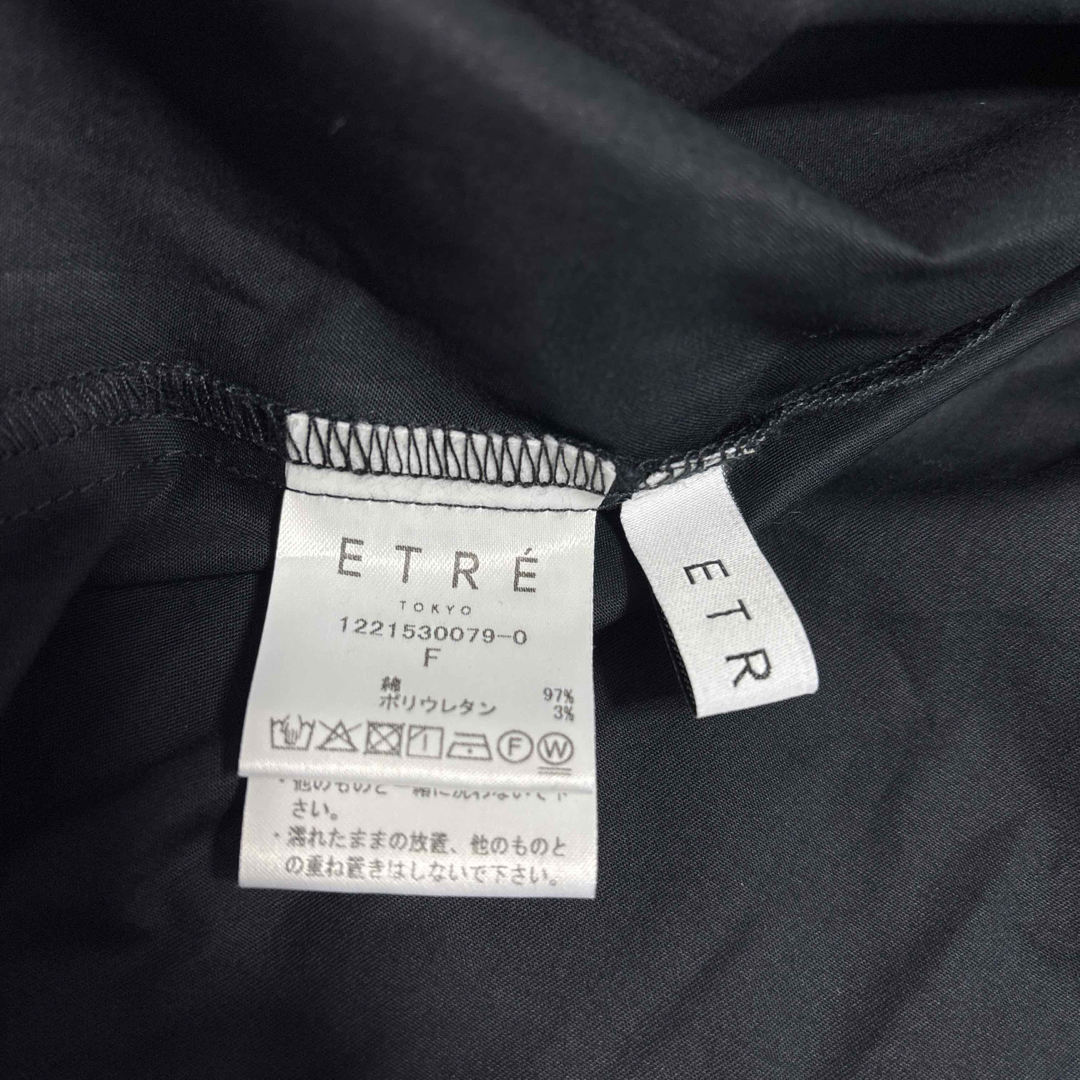 ETRÉ
TOKYO
1221530079-0
F
綿 97%
ポリウレタン 3%
F W
さい。
・濡れたままの放置、他のものと
の重ね置きはしないで下さい。
ETR